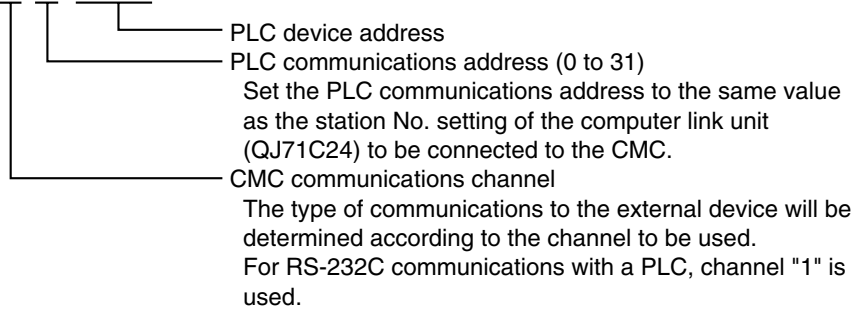 PLC device address
PLC communications address (0 to 31)
Set the PLC communications address to the same value
as the station No. setting of the computer link unit
(QJ71C24) to be connected to the CMC.
CMC communications channel
The type of communications to the external device will be
determined according to the channel to be used.
For RS-232C communications with a PLC, channel "1" is
used.